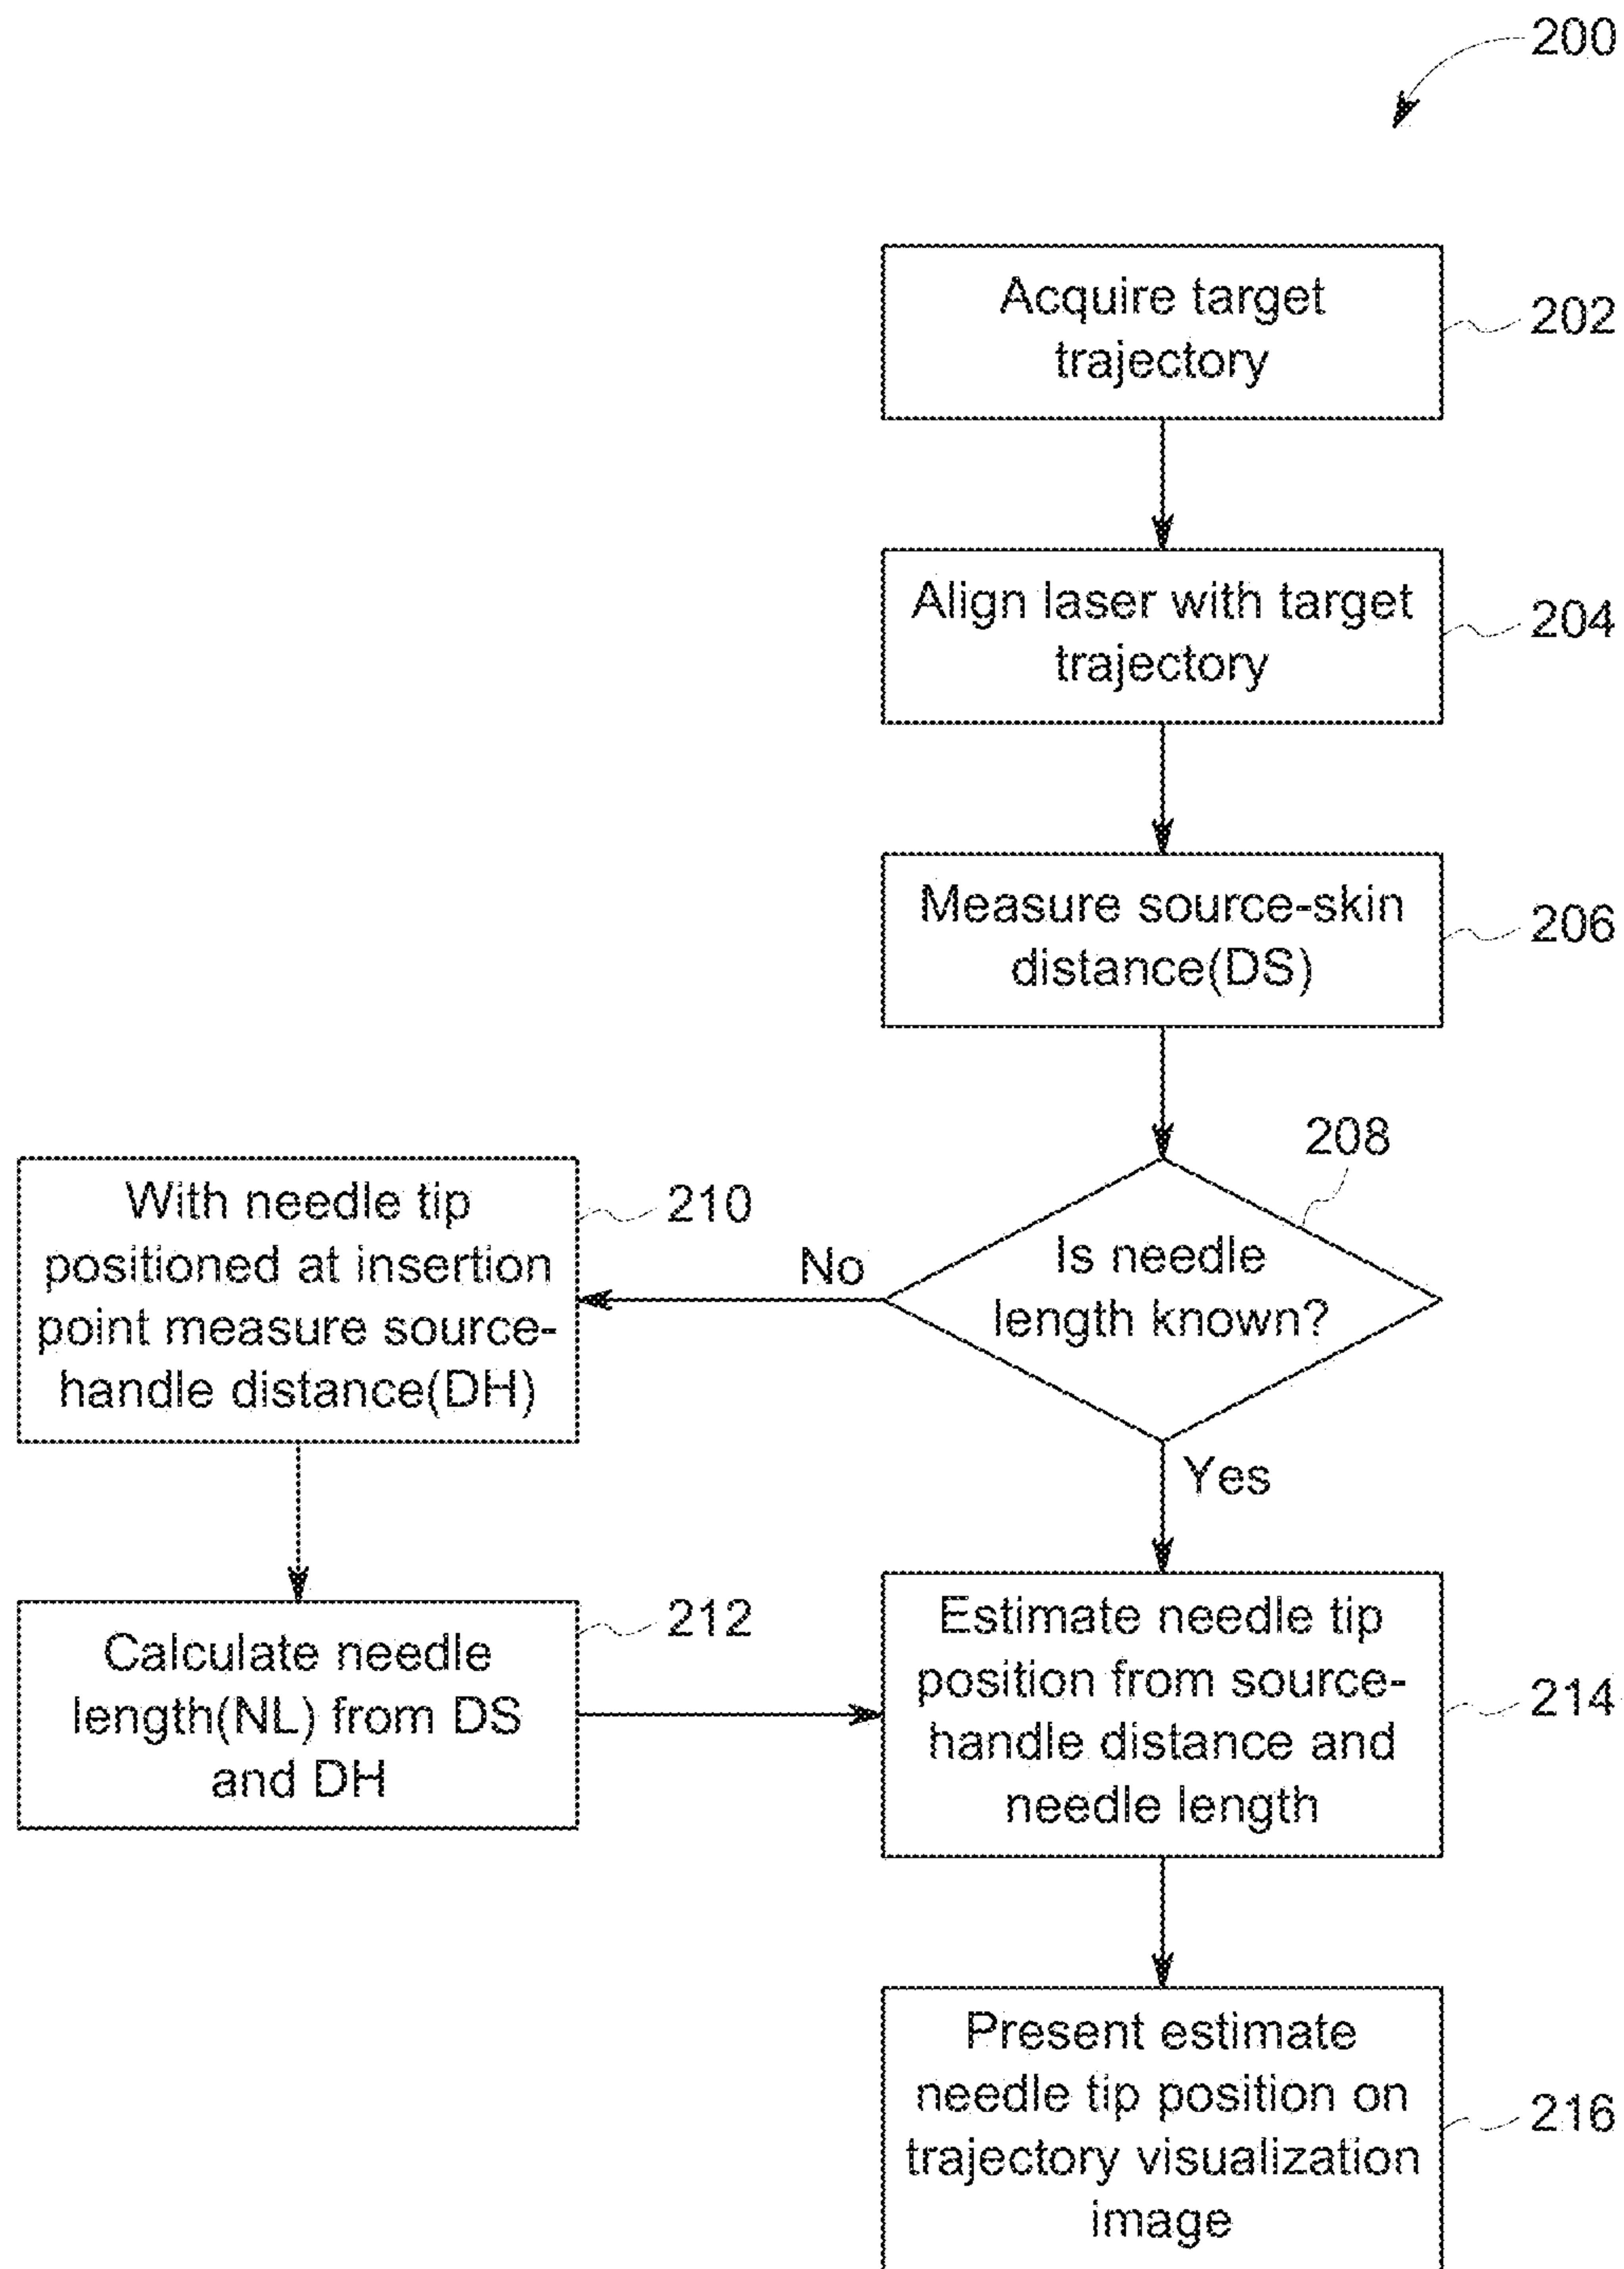 200
Acquire target
trajectory
202
Align laser with target
trajectory
204
Measure source-skin
distance(DS)
206
208
Is needle
length known?
No
Yes
With needle tip
positioned at insertion
point measure source-
handle distance(DH)
210
Calculate needle
length(NL) from DS
and DH
212
Estimate needle tip
position from source-
handle distance and
needle length
214
Present estimate
needle tip position on
trajectory visualization
image
216